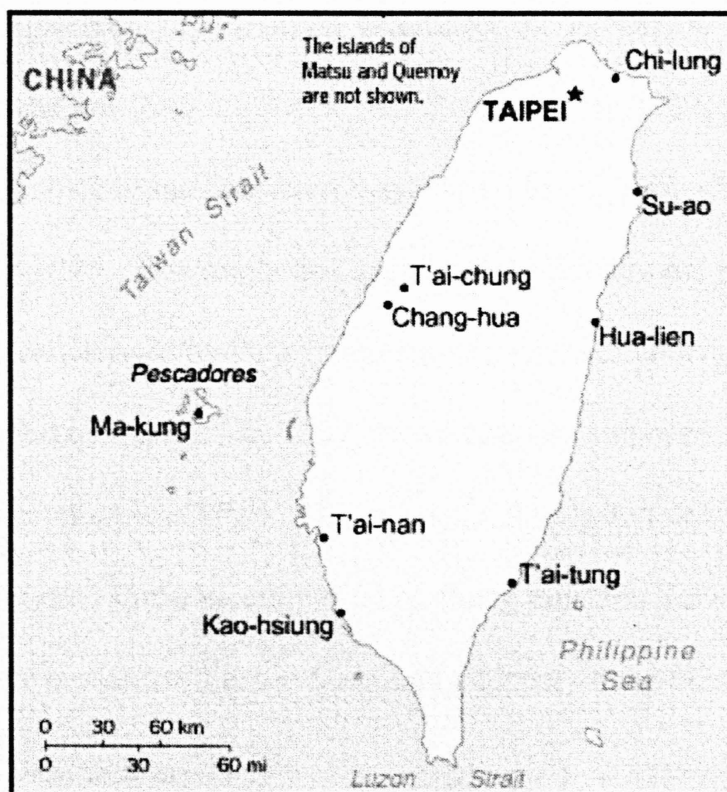 The islands of
Matsu and Quemoy
are not shown.
CHINA
Chi-lung
TAIPEI
Taiwan Strait
Su-ao
T'ai-chung
Chang-hua
Hua-lien
Pescadores
Ma-kung
T'ai-nan
T'ai-tung
Kao-hsiung
Philippine
Sea
0 30 60 km
0 30 60 mi
Luzon Strait